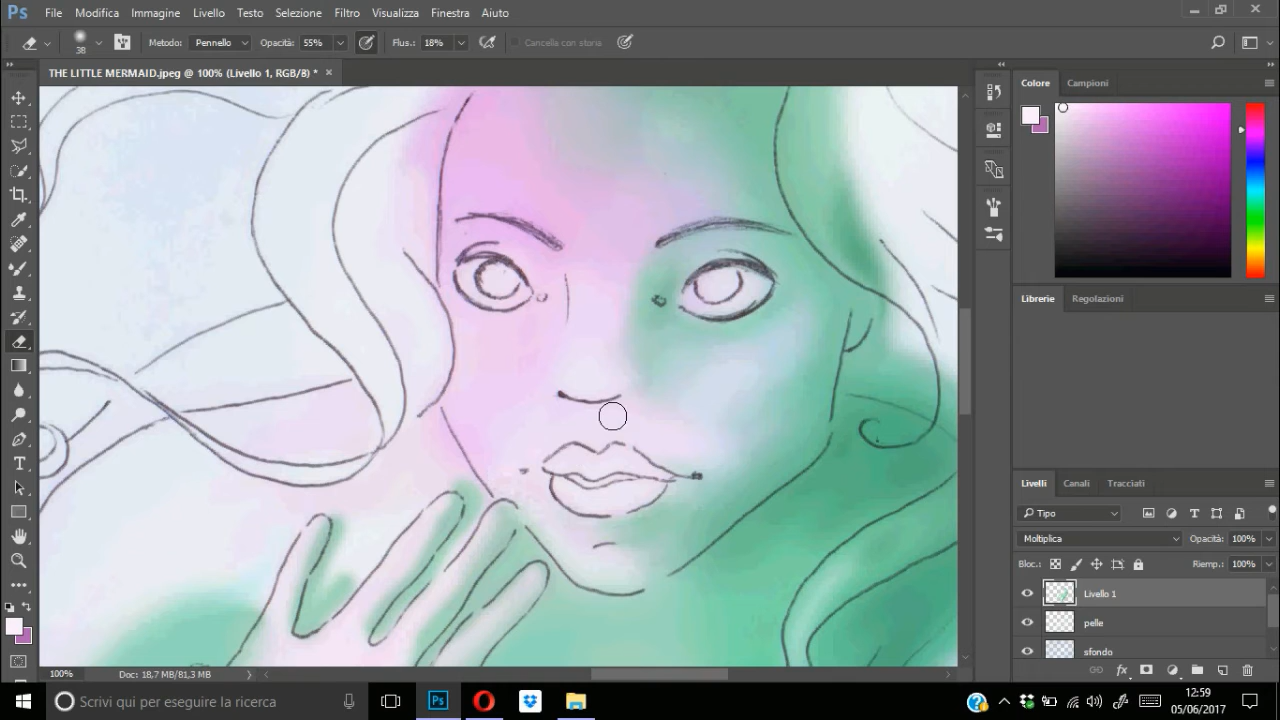 Ps File Modifica Immagine Livello Testo Selezione Filtro Visualizza Finestra Aiuto
38 Metodo: Pennello Opacità: 55% Flus.: 18% Cancella con storia
THE LITTLE MERMAID.jpeg @ 100% (Livello 1, RGB/8) * ×
Colore Campioni
Librerie Regolazioni
Livelli Canali Tracciati
Tipo
Moltiplica Opacità: 100%
Bloc.: Riemp.: 100%
Livello 1
pelle
sfondo
fx
100% Doc: 18,7 MB/81,3 MB
Scrivi qui per eseguire la ricerca
Ps
12:59
05/06/2017